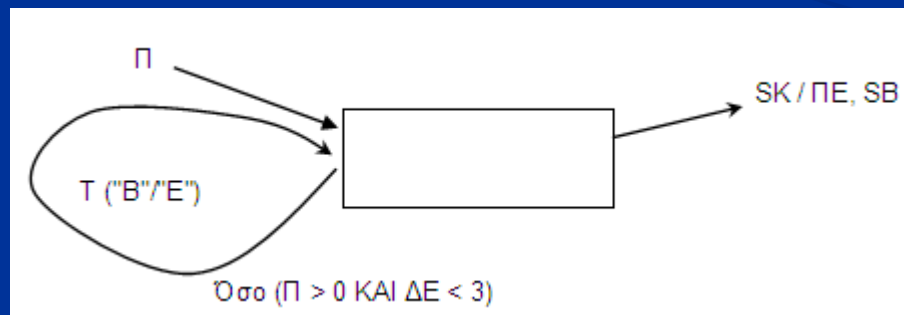 Π
SK / ΠΕ, SB
Τ ("Β"/"Ε")
Όσο (Π > 0 ΚΑΙ ΔΕ < 3)